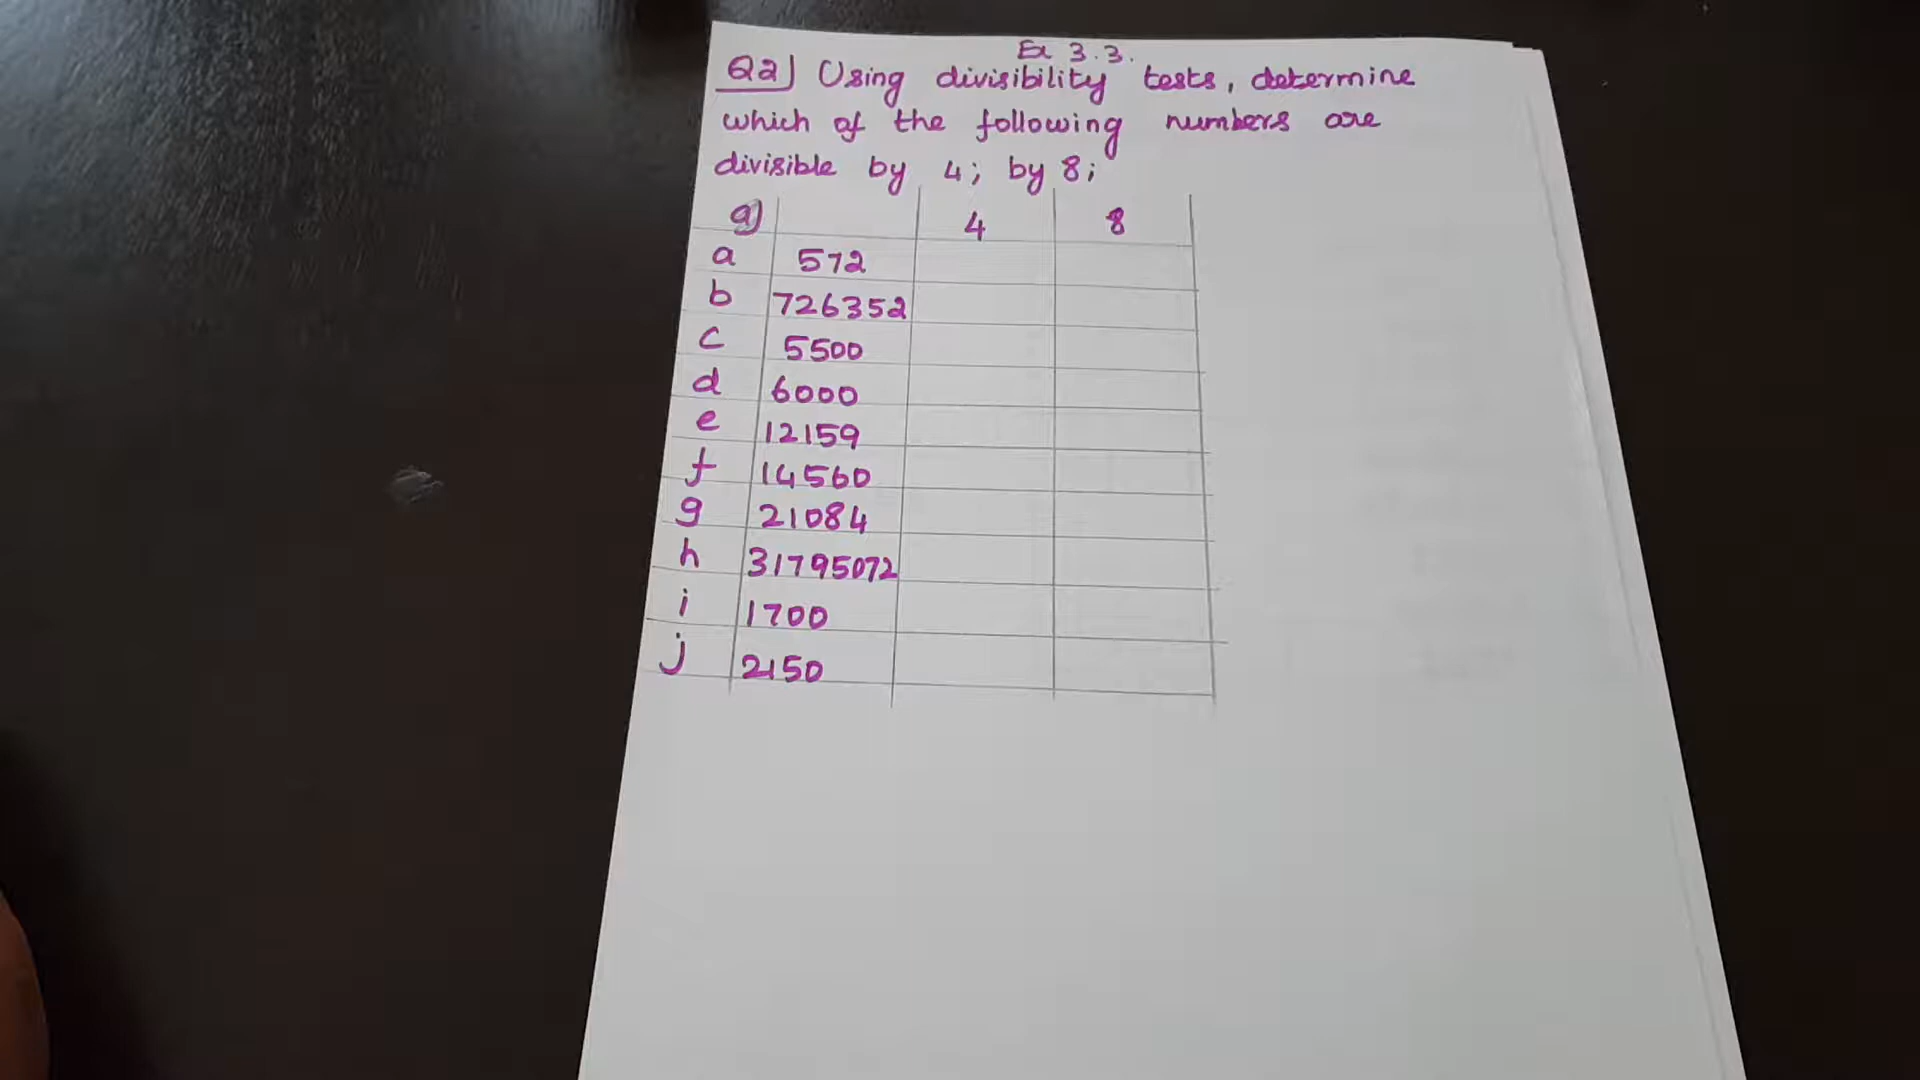 Ex 3.3.
Q2) Using divisibility tests, determine
which of the following numbers are
divisible by 4; by 8;
a) 4 8
a 572
b 726352
c 5500
d 6000
e 12159
f 14560
g 21084
h 31795072
i 1700
j 2150